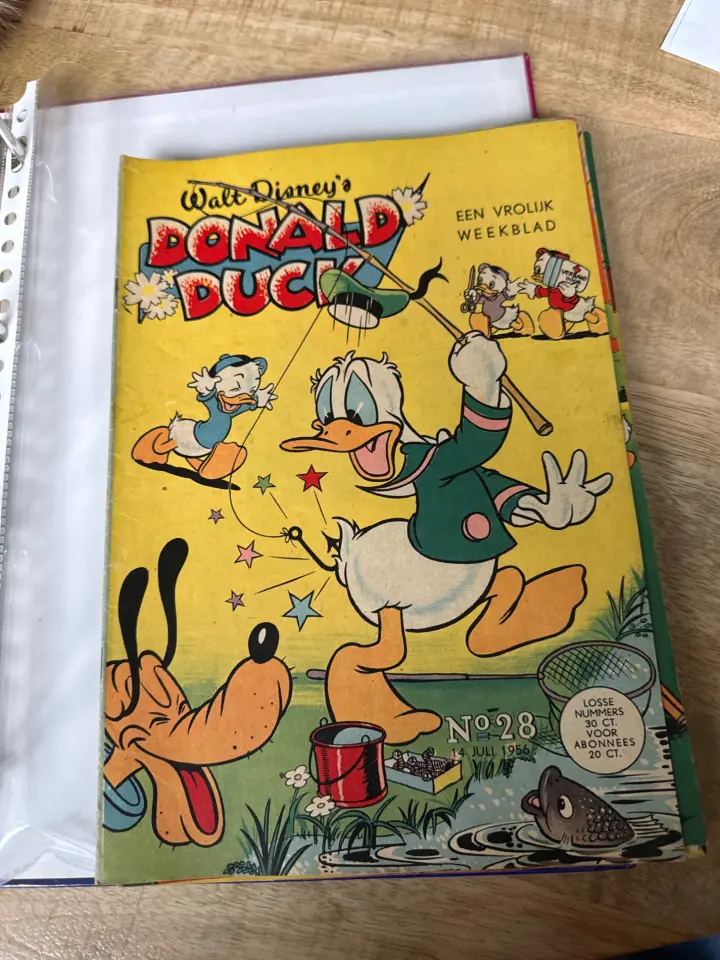 Walt Disney's
DONALD
DUCK
EEN VROLIJK
WEEKBLAD
No 28
14 JULI 1956
LOSSE
NUMMERS
30 CT.
VOOR
ABONNEES
20 CT.